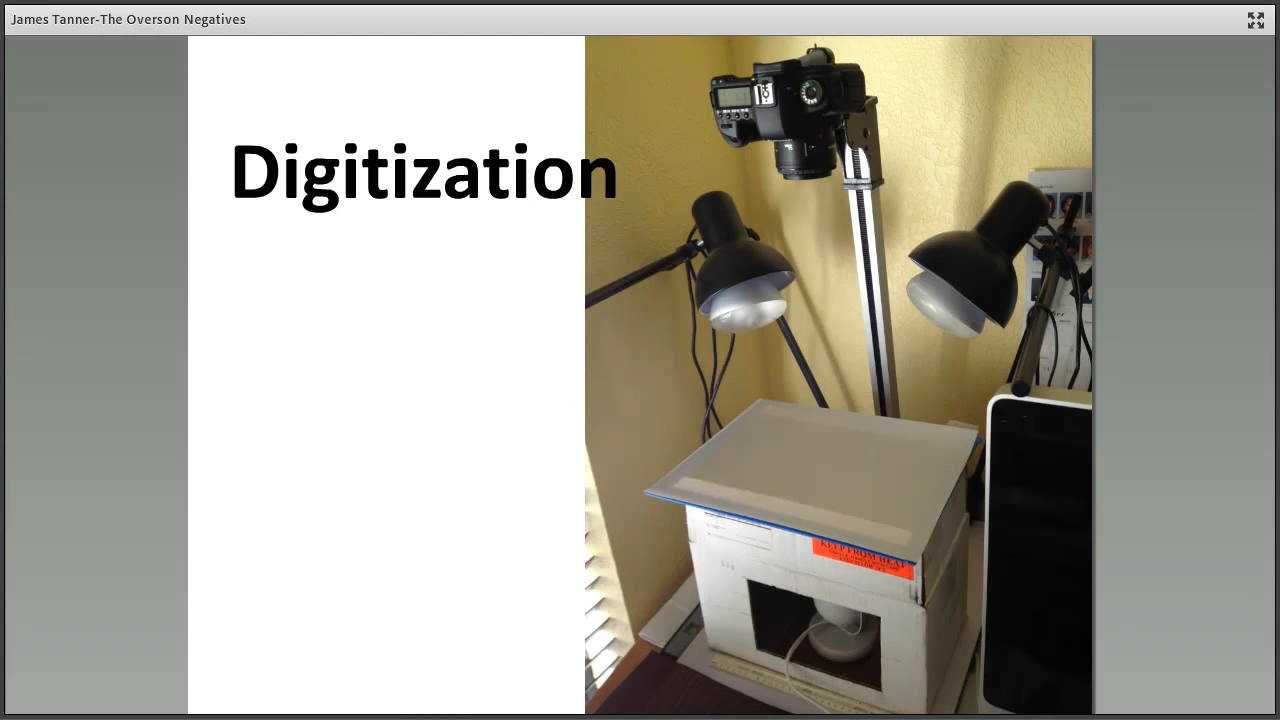 James Tanner-The Overson Negatives
Digitization
KEEP FROM HEAT